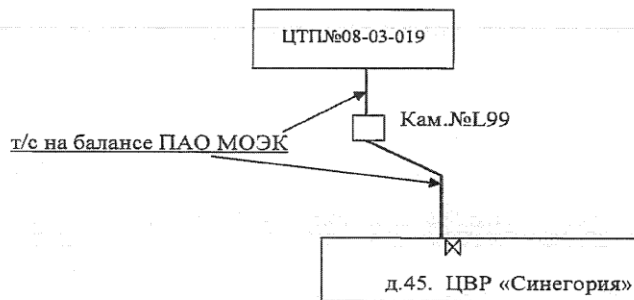 ЦТП№08-03-019
Кам.№L99
т/с на балансе ПАО МОЭК
д.45. ЦВР «Синегория»